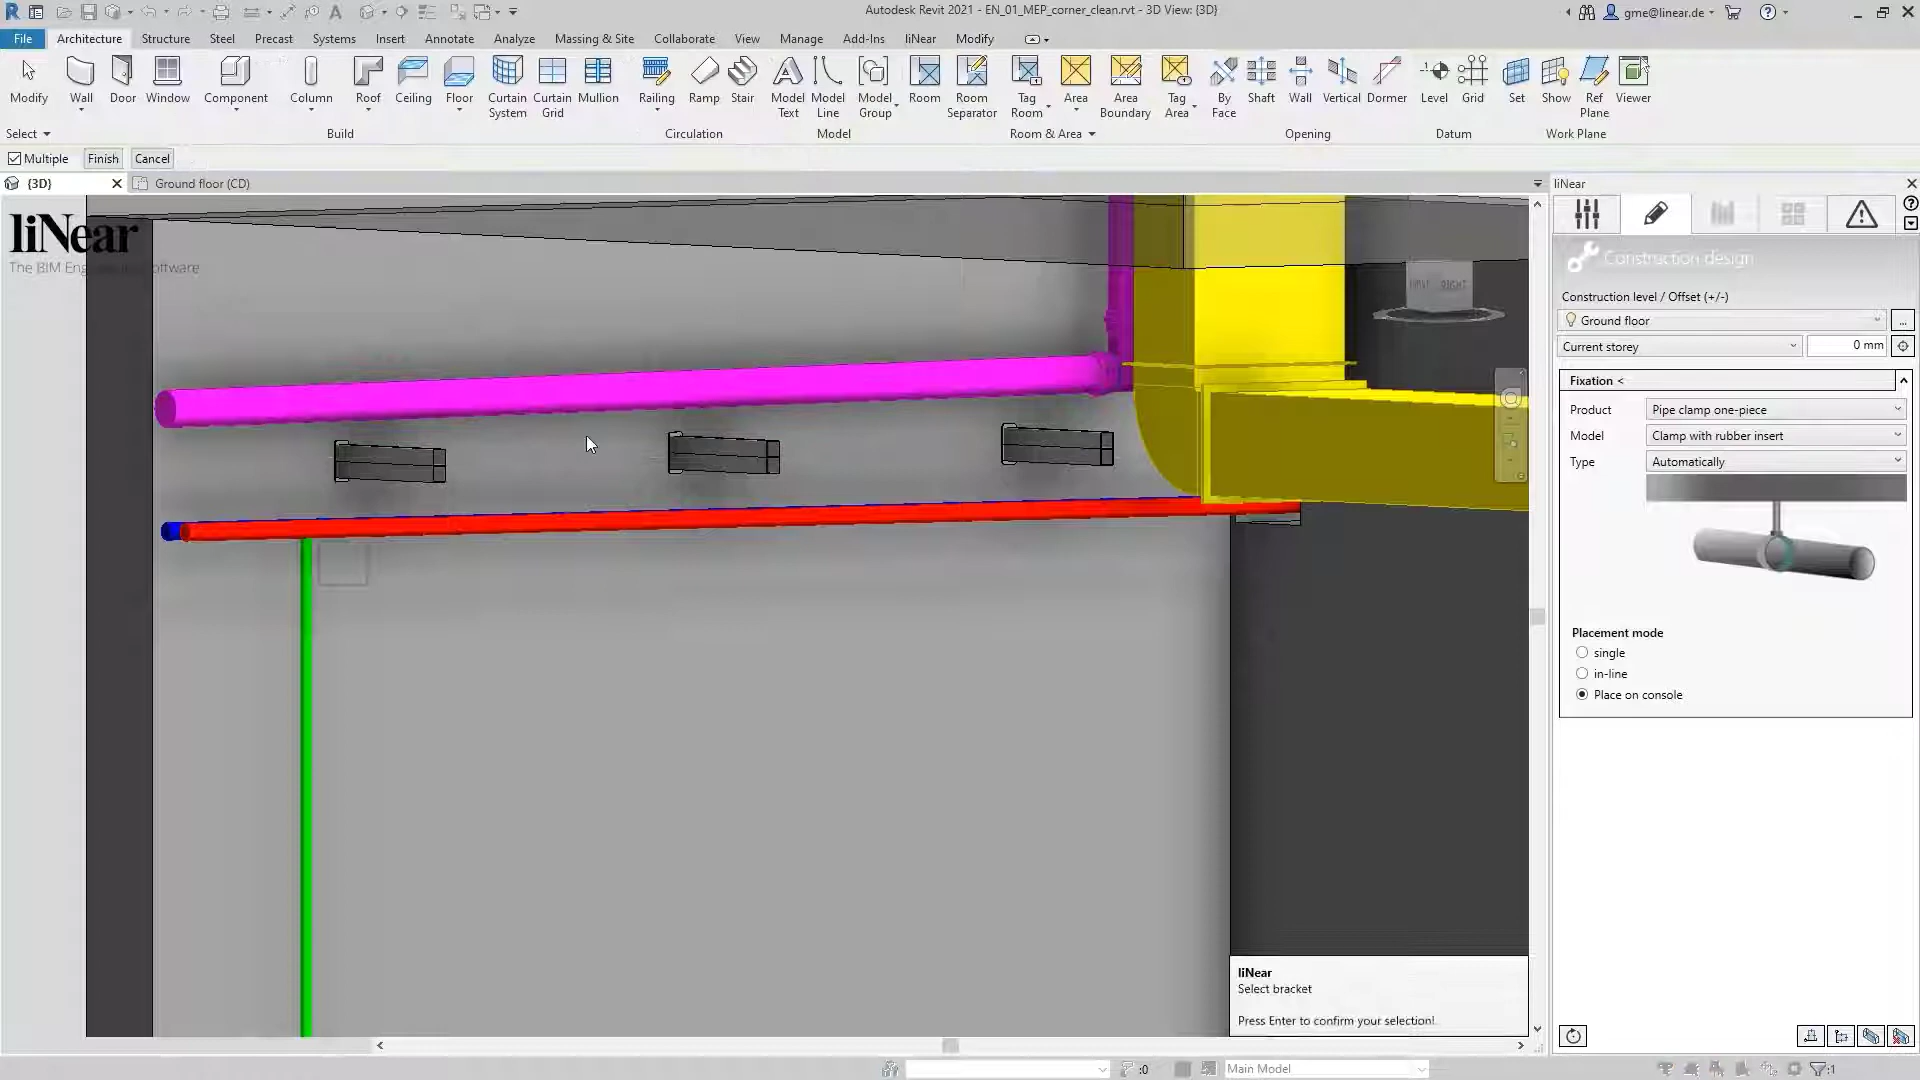 Autodesk Revit 2021 - EN_01_MEP_corner_clean.rvt - 3D View: {3D}
gme@linear.de
File Architecture Structure Steel Precast Systems Insert Annotate Analyze Massing & Site Collaborate View Manage Add-Ins liNear Modify
Modify Wall Door Window Component Column Roof Ceiling Floor Curtain System Curtain Grid Mullion Railing Ramp Stair Model Text Model Line Model Group Room Room Separator Tag Room Area Area Boundary Tag Area By Face Shaft Wall Vertical Dormer Level Grid Set Show Ref Plane Viewer
Select Build Circulation Model Room & Area Opening Datum Work Plane
Multiple Finish Cancel
{3D} Ground floor (CD)
liNear
liNear
The BIM
Construction design
RIGHT
Construction level / Offset (+/-)
Ground floor
...
Current storey 0 mm
Fixation <
Product Pipe clamp one-piece
Model Clamp with rubber insert
Type Automatically
Placement mode
single
in-line
Place on console
liNear
Select bracket
Press Enter to confirm your selection!
:0 Main Model :1